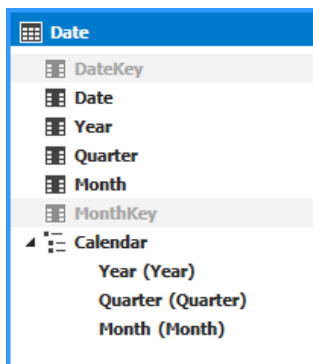 Date
DateKey
Date
Year
Quarter
Month
MonthKey
Calendar
Year (Year)
Quarter (Quarter)
Month (Month)